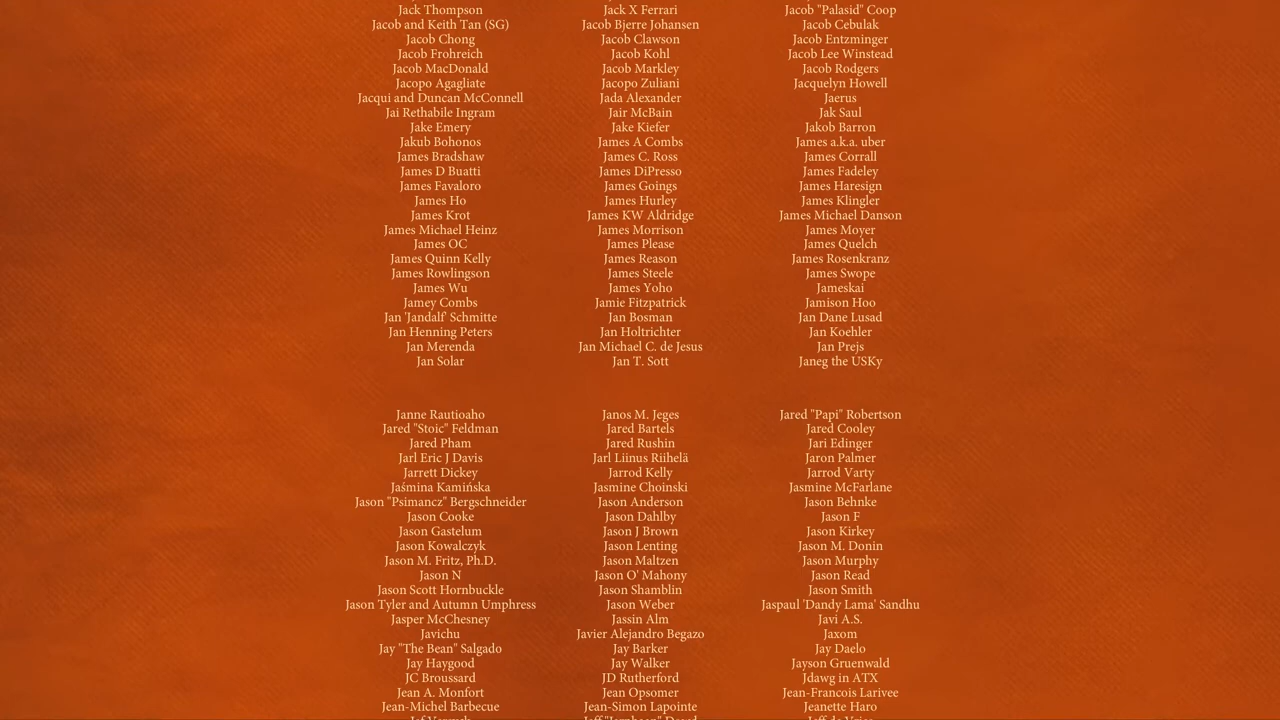 Jack Thompson Jack X Ferrari Jacob "Palasid" Coop
Jacob and Keith Tan (SG) Jacob Bjerre Johansen Jacob Cebulak
Jacob Chong Jacob Clawson Jacob Entzminger
Jacob Frohreich Jacob Kohl Jacob Lee Winstead
Jacob MacDonald Jacob Markley Jacob Rodgers
Jacopo Agagliate Jacopo Zuliani Jacquelyn Howell
Jacqui and Duncan McConnell Jada Alexander Jaerus
Jai Rethabile Ingram Jair McBain Jak Saul
Jake Emery Jake Kiefer Jakob Barron
Jakub Bohonos James A Combs James a.k.a. uber
James Bradshaw James C. Ross James Corrall
James D Buatti James DiPresso James Fadeley
James Favaloro James Goings James Haresign
James Ho James Hurley James Klingler
James Krot James KW Aldridge James Michael Danson
James Michael Heinz James Morrison James Moyer
James OC James Please James Quelch
James Quinn Kelly James Reason James Rosenkranz
James Rowlingson James Steele James Swope
James Wu James Yoho Jameskai
Jamey Combs Jamie Fitzpatrick Jamison Hoo
Jan 'Jandalf' Schmitte Jan Bosman Jan Dane Lusad
Jan Henning Peters Jan Holtrichter Jan Koehler
Jan Merenda Jan Michael C. de Jesus Jan Prejs
Jan Solar Jan T. Sott Janeg the USKy
Janne Rautioaho Janos M. Jeges Jared "Papi" Robertson
Jared "Stoic" Feldman Jared Bartels Jared Cooley
Jared Pham Jared Rushin Jari Edinger
Jarl Eric J Davis Jarl Liinus Riihelä Jaron Palmer
Jarrett Dickey Jarrod Kelly Jarrod Varty
Jaśmina Kamińska Jasmine Choinski Jasmine McFarlane
Jason "Psimancz" Bergschneider Jason Anderson Jason Behnke
Jason Cooke Jason Dahlby Jason F
Jason Gastelum Jason J Brown Jason Kirkey
Jason Kowalczyk Jason Lenting Jason M. Donin
Jason M. Fritz, Ph.D. Jason Maltzen Jason Murphy
Jason N Jason O' Mahony Jason Read
Jason Scott Hornbuckle Jason Shamblin Jason Smith
Jason Tyler and Autumn Umphress Jason Weber Jaspaul 'Dandy Lama' Sandhu
Jasper McChesney Jassin Alm Javi A.S.
Javichu Javier Alejandro Begazo Jaxom
Jay "The Bean" Salgado Jay Barker Jay Daelo
Jay Haygood Jay Walker Jayson Gruenwald
JC Broussard JD Rutherford Jdawg in ATX
Jean A. Monfort Jean Opsomer Jean-Francois Larivee
Jean-Michel Barbecue Jean-Simon Lapointe Jeanette Haro